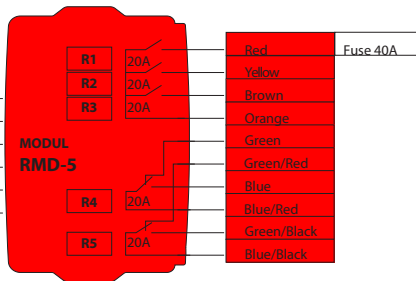 R1
20A
R2
20A
R3
20A
MODUL
RMD-5
R4
20A
R5
20A
Red
Fuse 40A
Yellow
Brown
Orange
Green
Green/Red
Blue
Blue/Red
Green/Black
Blue/Black